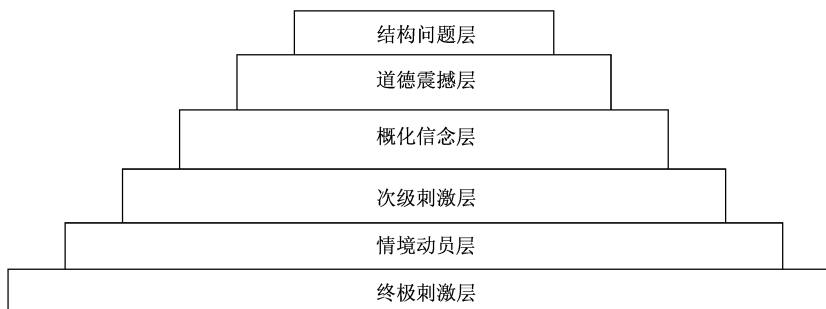 结构问题层
道德震撼层
概化信念层
次级刺激层
情境动员层
终极刺激层